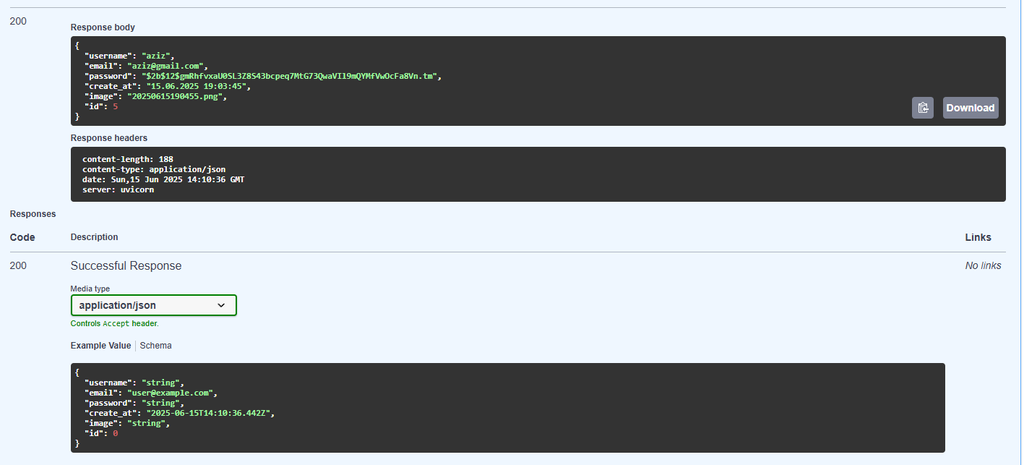 200
Response body
{
  "username": "aziz",
  "email": "aziz@gmail.com",
  "password": "$2b$12$gmRhfvxaU0SL3Z8S43bcpeq7MtG73QwaVI19mQYMfVwOcFa8Vn.tm",
  "create_at": "15.06.2025 19:03:45",
  "image": "20250615190455.png",
  "id": 5
}
Download
Response headers
content-length: 188
content-type: application/json
date: Sun,15 Jun 2025 14:10:36 GMT
server: uvicorn
Responses
Code Description Links
200 Successful Response No links
Media type
application/json
Controls Accept header.
Example Value Schema
{
  "username": "string",
  "email": "user@example.com",
  "password": "string",
  "create_at": "2025-06-15T14:10:36.442Z",
  "image": "string",
  "id": 0
}